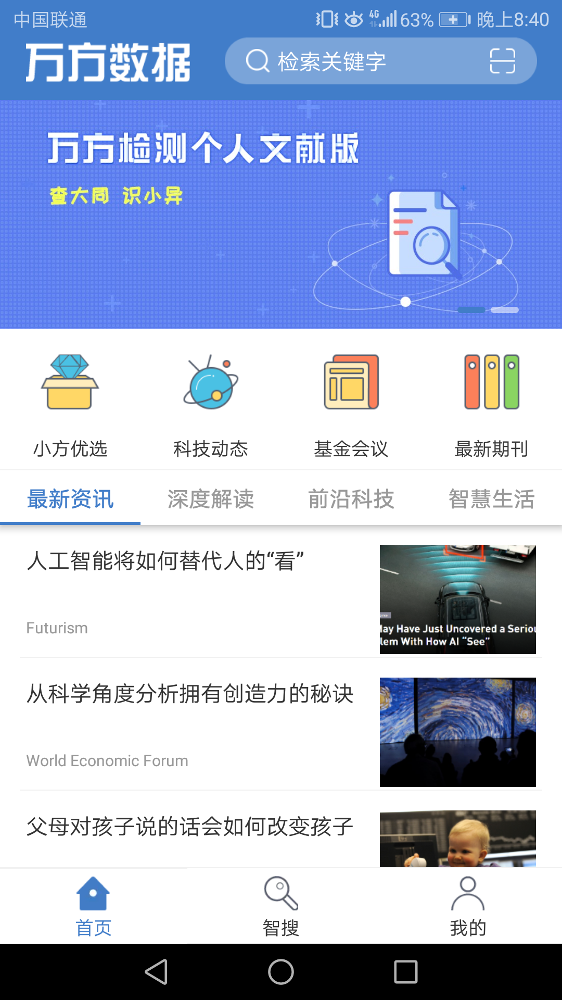 中国联通
4G 63% 晚上8:40
万方数据
检索关键字
万方检测个人文献版
查大同 识小异
小方优选 科技动态 基金会议 最新期刊
最新资讯 深度解读 前沿科技 智慧生活
人工智能将如何替代人的“看”
Futurism
May Have Just Uncovered a Seriou
lem With How AI “See”
从科学角度分析拥有创造力的秘诀
World Economic Forum
父母对孩子说的话会如何改变孩子
首页 智搜 我的